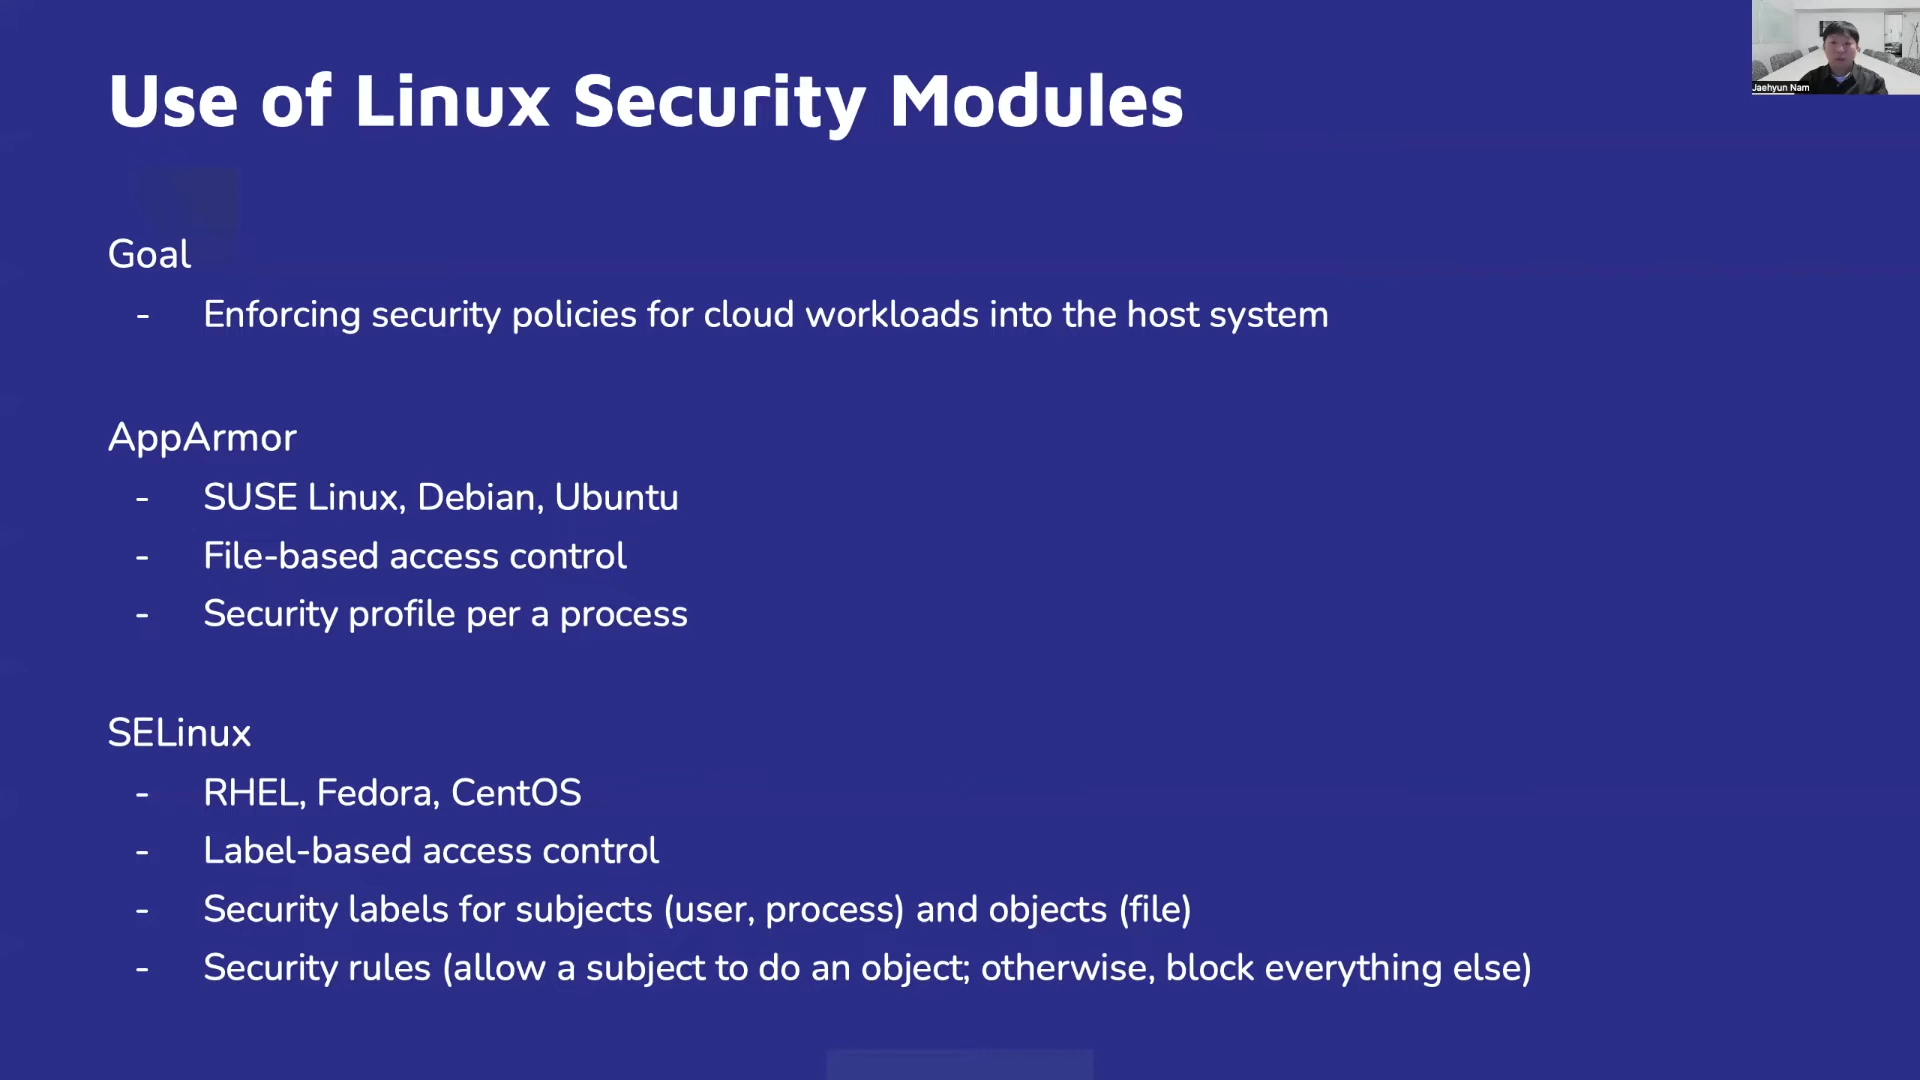 Use of Linux Security Modules
Jaehyun Nam
Goal
- Enforcing security policies for cloud workloads into the host system
AppArmor
- SUSE Linux, Debian, Ubuntu
- File-based access control
- Security profile per a process
SELinux
- RHEL, Fedora, CentOS
- Label-based access control
- Security labels for subjects (user, process) and objects (file)
- Security rules (allow a subject to do an object; otherwise, block everything else)